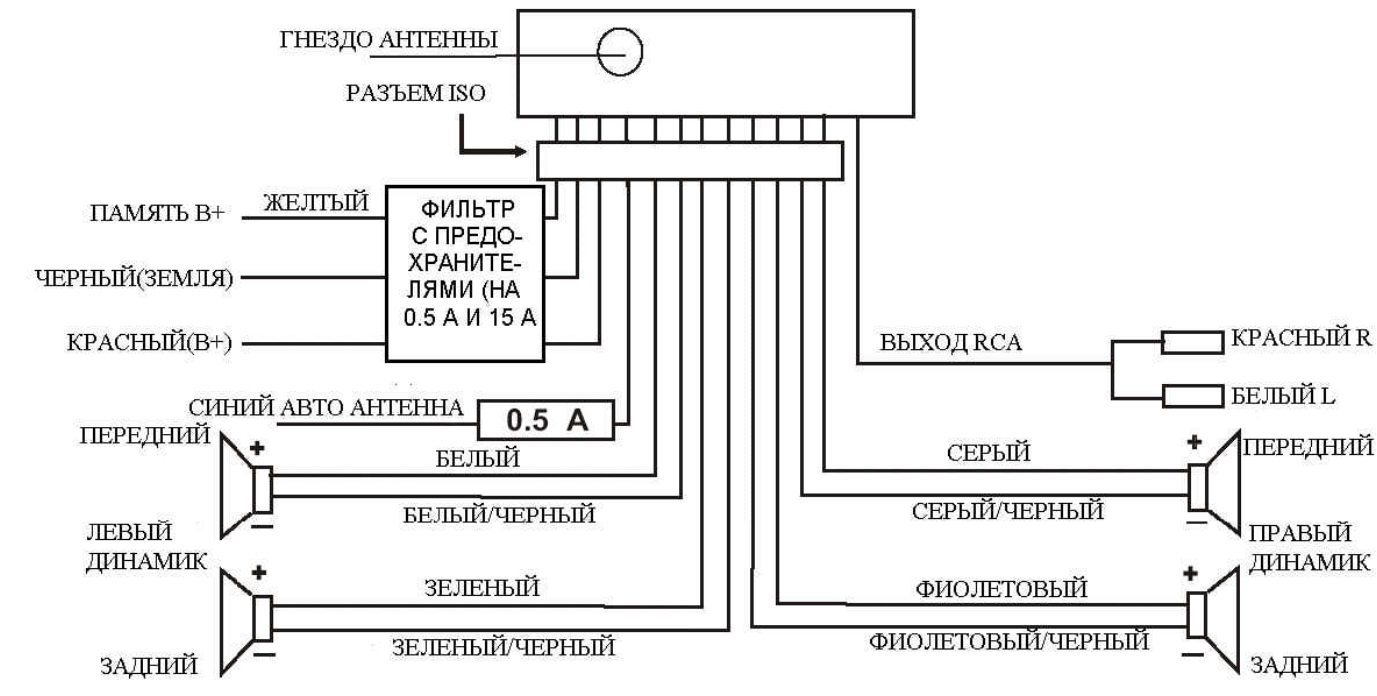 ГНЕЗДО АНТЕННЫ
РАЗЪЕМ ISO
ПАМЯТЬ В+
ЖЕЛТЫЙ
ЧЕРНЫЙ(ЗЕМЛЯ)
КРАСНЫЙ(В+)
ФИЛЬТР
С ПРЕДО-
ХРАНИТЕ-
ЛЯМИ (НА
0.5 А И 15 А
ВЫХОД RCA
КРАСНЫЙ R
БЕЛЫЙ L
СИНИЙ АВТО АНТЕННА
0.5 А
ПЕРЕДНИЙ
+
БЕЛЫЙ
БЕЛЫЙ/ЧЕРНЫЙ
–
ЛЕВЫЙ
ДИНАМИК
+
ЗЕЛЕНЫЙ
ЗЕЛЕНЫЙ/ЧЕРНЫЙ
–
ЗАДНИЙ
СЕРЫЙ
СЕРЫЙ/ЧЕРНЫЙ
+
ПЕРЕДНИЙ
–
ПРАВЫЙ
ДИНАМИК
+
ФИОЛЕТОВЫЙ
ФИОЛЕТОВЫЙ/ЧЕРНЫЙ
–
ЗАДНИЙ